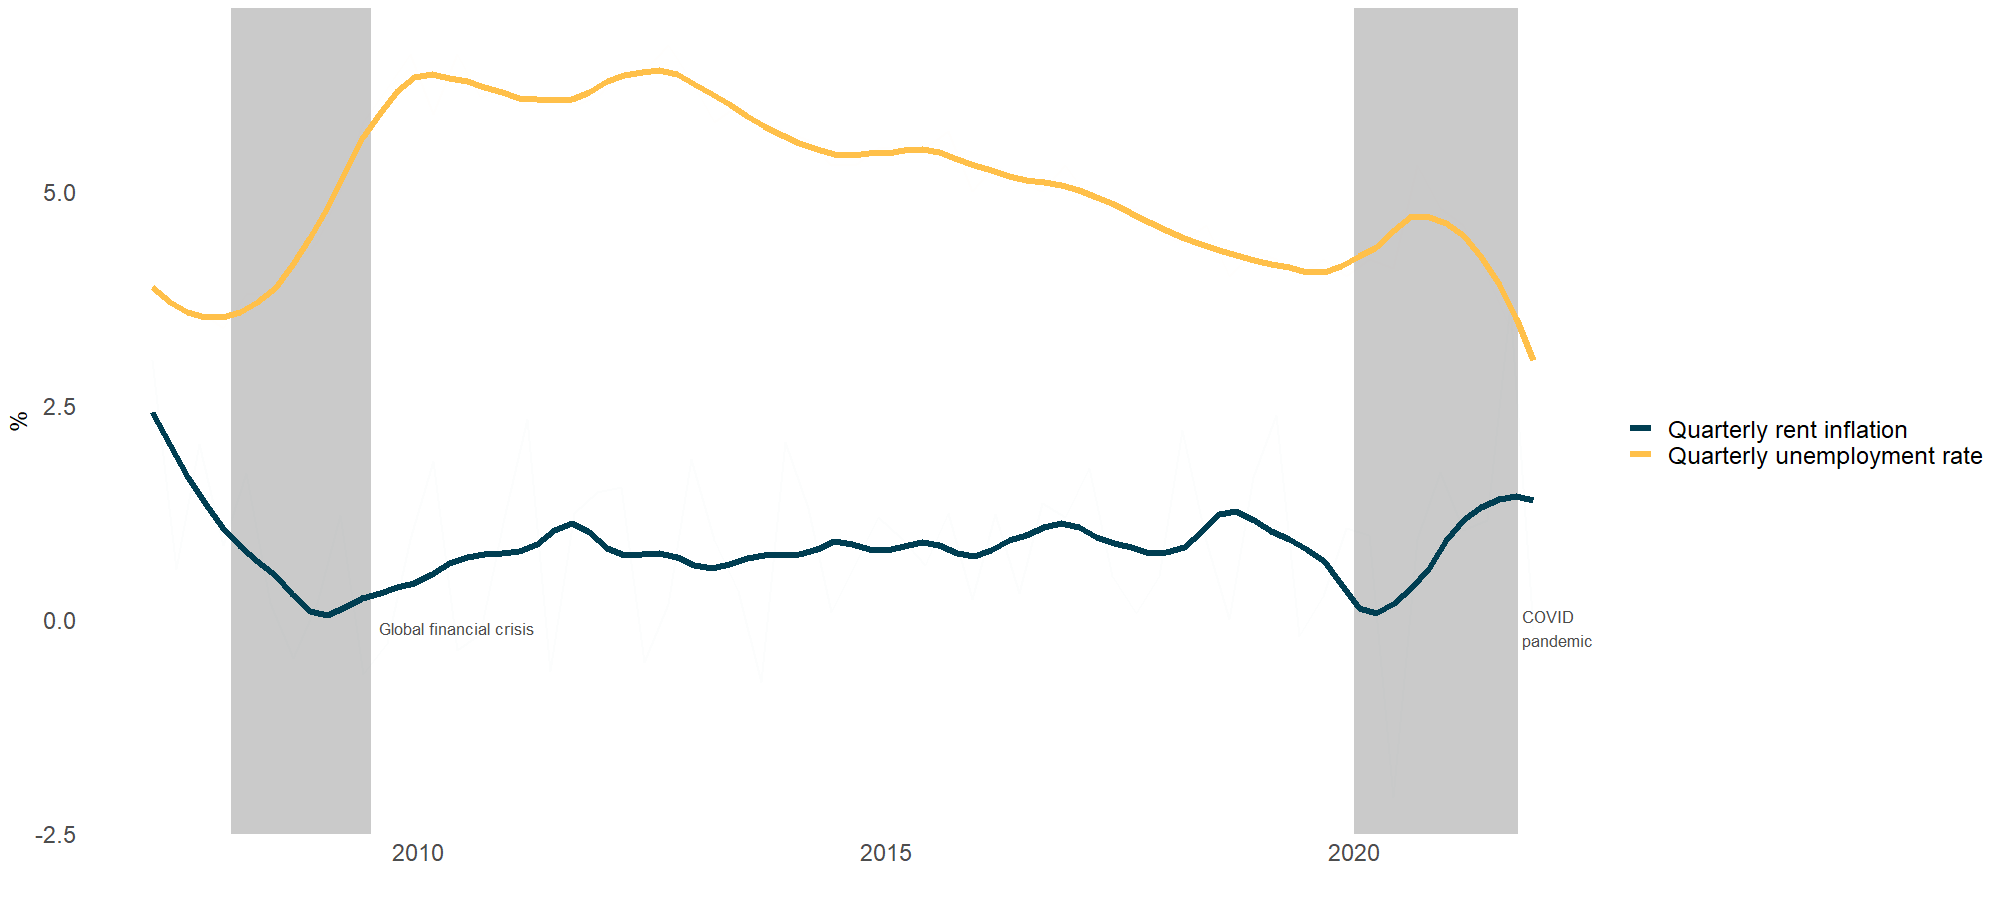 5.0
2.5
0.0
-2.5
%
2010
2015
2020
Global financial crisis
COVID
pandemic
Quarterly rent inflation
Quarterly unemployment rate